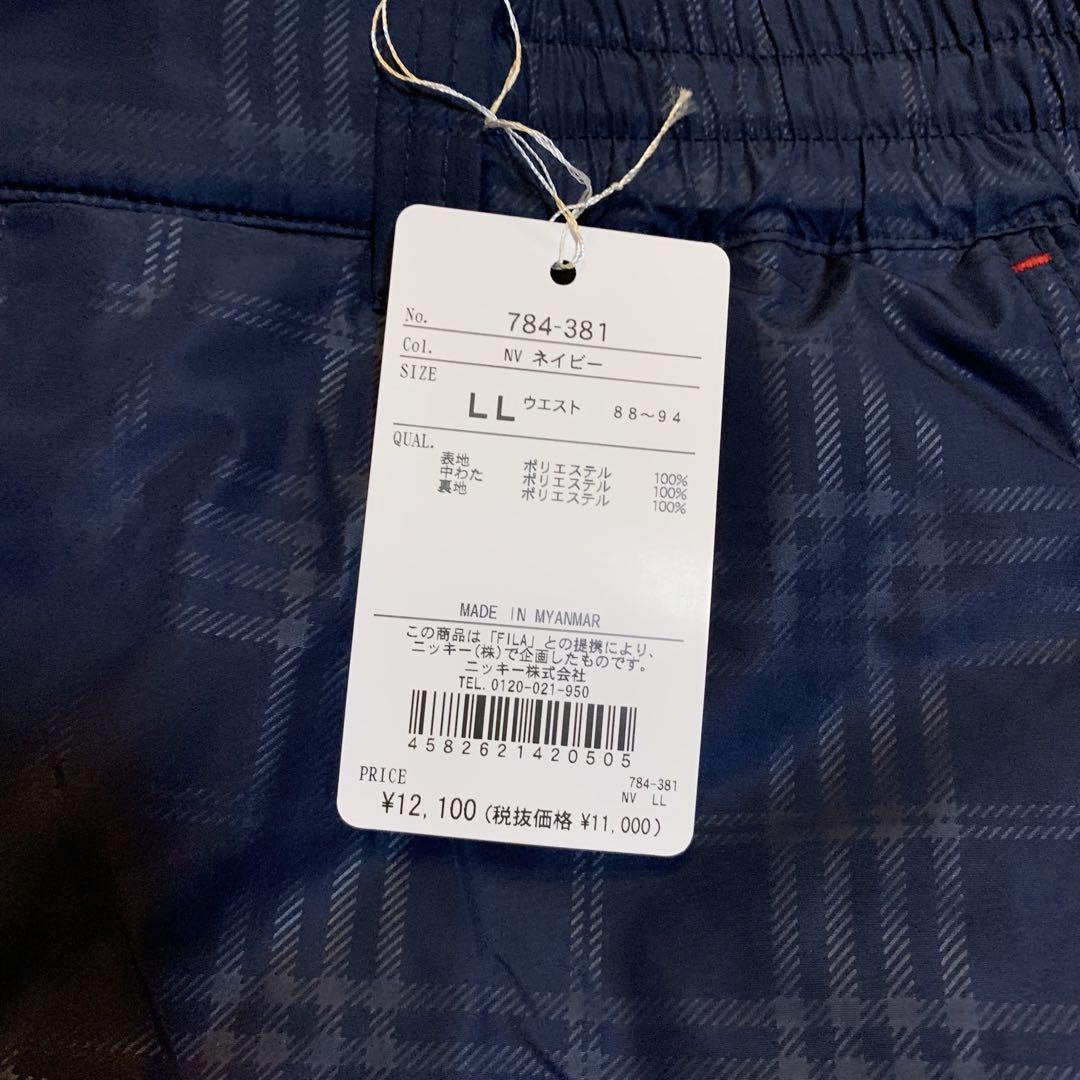 No. 784-381
Col. NV ネイビー
SIZE
LL ウエスト 88～94
QUAL.
表地 ポリエステル 100%
中わた ポリエステル 100%
裏地 ポリエステル 100%
MADE IN MYANMAR
この商品は「FILA」との提携により、
ニッキー(株)で企画したものです。
ニッキー株式会社
TEL. 0120-021-950
4582621420505
784-381
NV LL
PRICE
¥12,100 (税抜価格 ¥11,000)